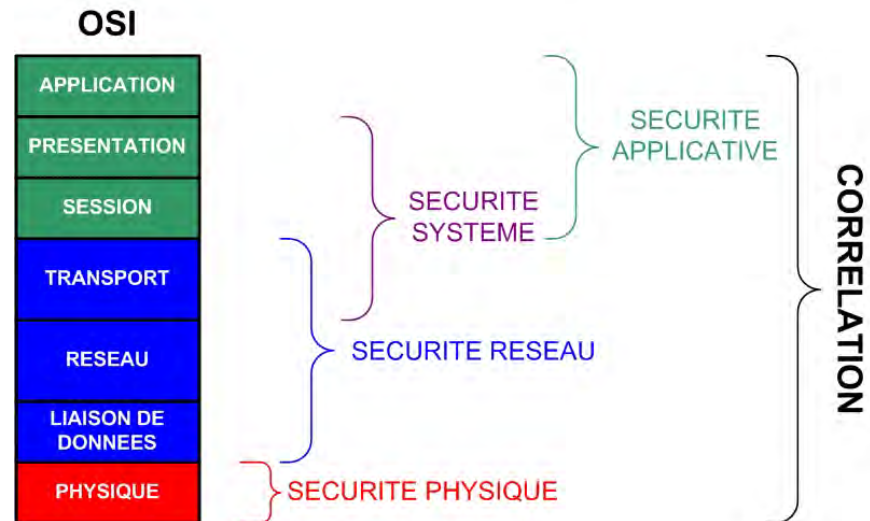 OSI
APPLICATION
PRESENTATION
SESSION
TRANSPORT
RESEAU
LIAISON DE
DONNEES
PHYSIQUE
SECURITE
APPLICATIVE
SECURITE
SYSTEME
SECURITE RESEAU
SECURITE PHYSIQUE
CORRELATION